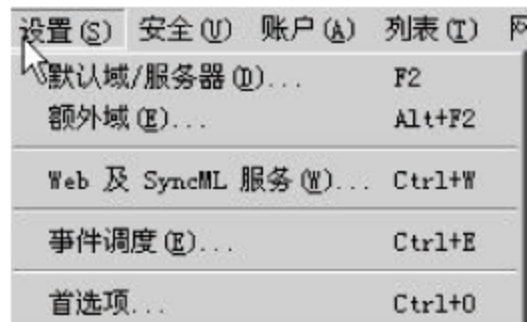 设置(S) 安全(U) 账户(A) 列表(T)
默认域/服务器(D)... F2
额外域(E)... Alt+F2
Web 及 SyncML 服务(W)... Ctrl+W
事件调度(E)... Ctrl+E
首选项... Ctrl+O